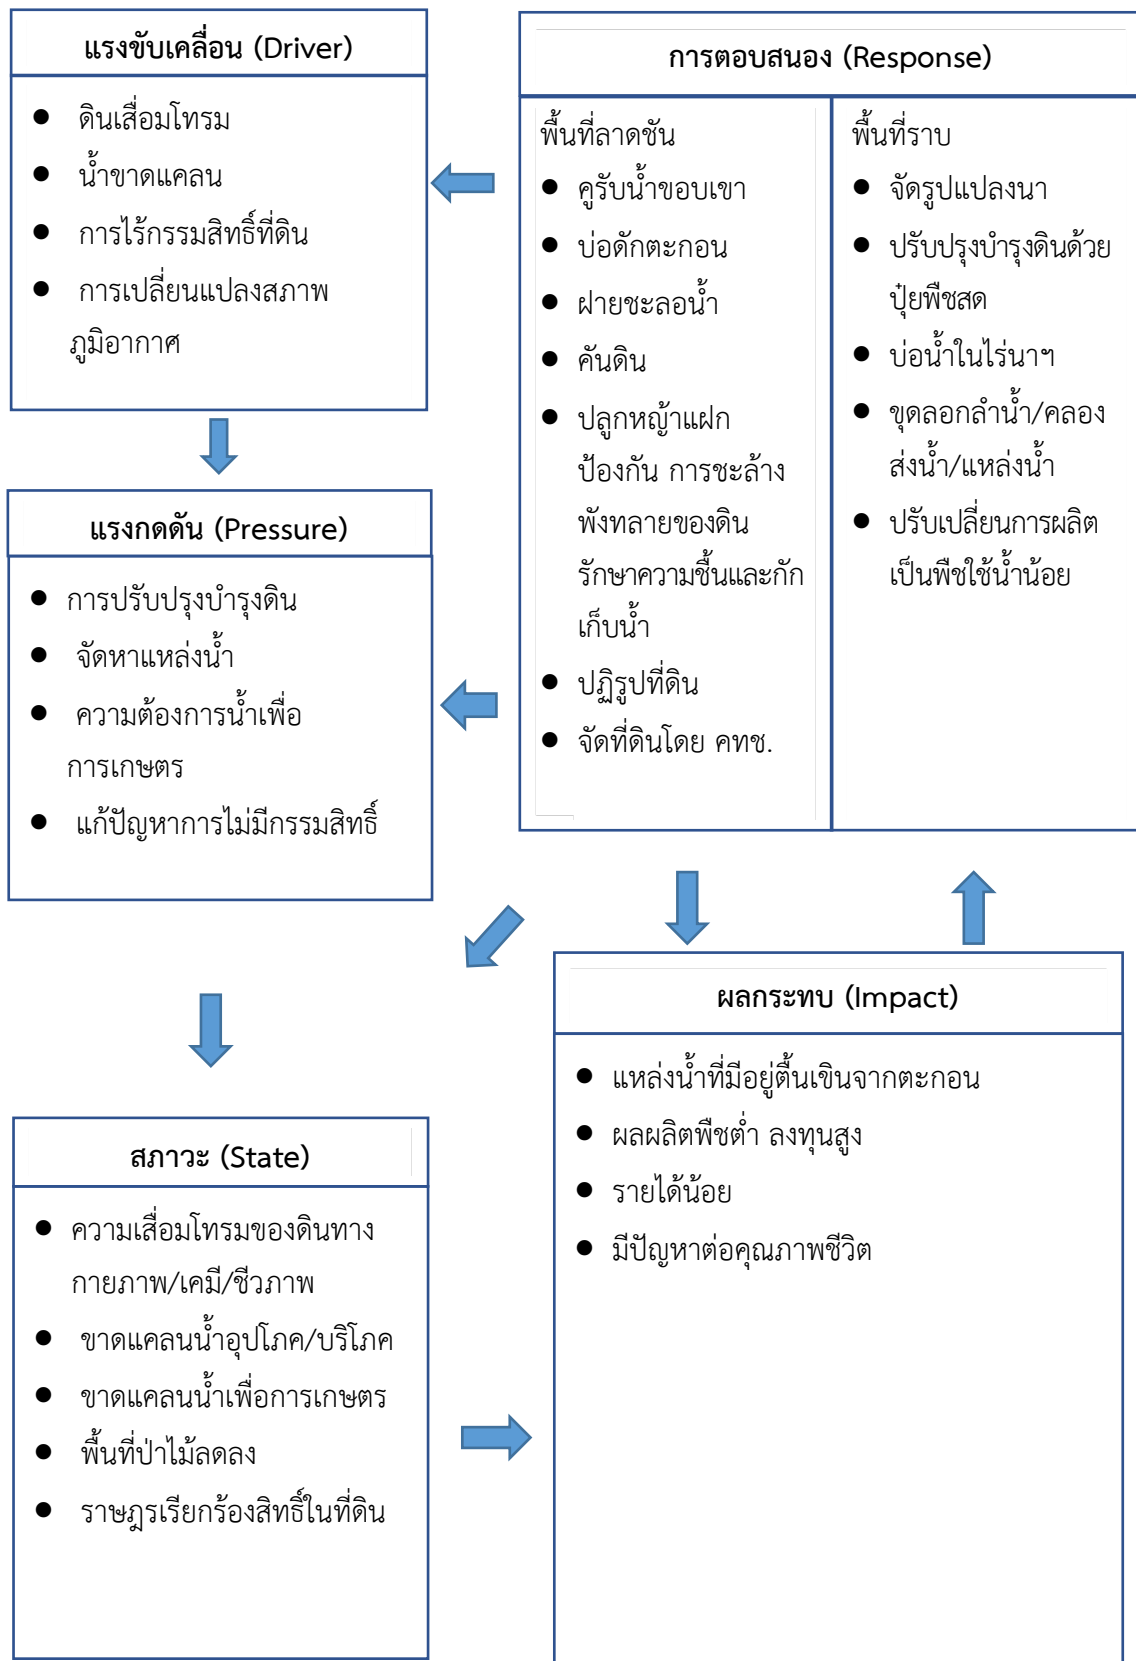 แรงขับเคลื่อน (Driver)
● ดินเสื่อมโทรม
● น้ำขาดแคลน
● การไร้กรรมสิทธิ์ที่ดิน
● การเปลี่ยนแปลงสภาพ
ภูมิอากาศ
แรงกดดัน (Pressure)
● การปรับปรุงบำรุงดิน
● จัดหาแหล่งน้ำ
● ความต้องการน้ำเพื่อ
การเกษตร
● แก้ปัญหาการไม่มีกรรมสิทธิ์
สภาวะ (State)
● ความเสื่อมโทรมของดินทาง
กายภาพ/เคมี/ชีวภาพ
● ขาดแคลนน้ำอุปโภค/บริโภค
● ขาดแคลนน้ำเพื่อการเกษตร
● พื้นที่ป่าไม้ลดลง
● ราษฎรเรียกร้องสิทธิ์ในที่ดิน
การตอบสนอง (Response)
พื้นที่ลาดชัน
● คูรับน้ำขอบเขา
● บ่อดักตะกอน
● ฝายชะลอน้ำ
● คันดิน
● ปลูกหญ้าแฝก
ป้องกัน การชะล้าง
พังทลายของดิน
รักษาความชื้นและกัก
เก็บน้ำ
● ปฏิรูปที่ดิน
● จัดที่ดินโดย คทช.
พื้นที่ราบ
● จัดรูปแปลงนา
● ปรับปรุงบำรุงดินด้วย
ปุ๋ยพืชสด
● บ่อน้ำในไร่นาฯ
● ขุดลอกลำน้ำ/คลอง
ส่งน้ำ/แหล่งน้ำ
● ปรับเปลี่ยนการผลิต
เป็นพืชใช้น้ำน้อย
ผลกระทบ (Impact)
● แหล่งน้ำที่มีอยู่ตื้นเขินจากตะกอน
● ผลผลิตพืชต่ำ ลงทุนสูง
● รายได้น้อย
● มีปัญหาต่อคุณภาพชีวิต